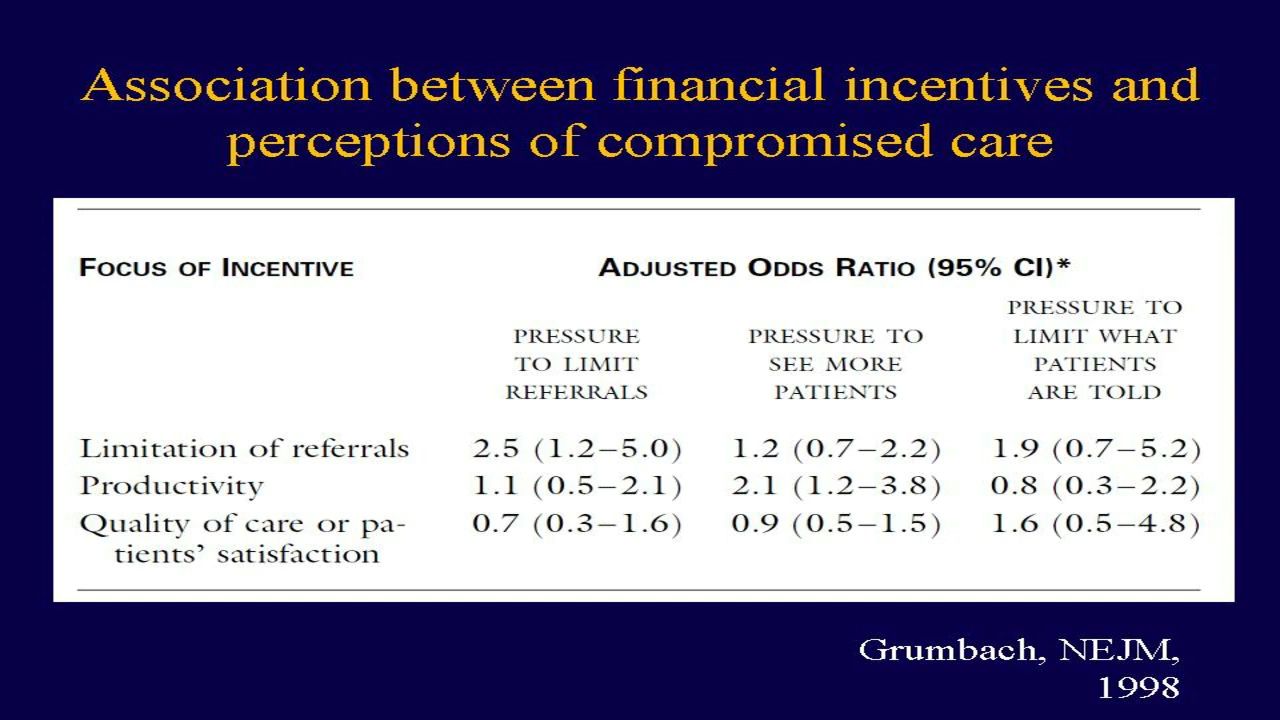 Association between financial incentives and
perceptions of compromised care
FOCUS OF INCENTIVE ADJUSTED ODDS RATIO (95% CI)*
PRESSURE TO LIMIT REFERRALS
PRESSURE TO SEE MORE PATIENTS
PRESSURE TO LIMIT WHAT PATIENTS ARE TOLD
Limitation of referrals 2.5 (1.2–5.0) 1.2 (0.7–2.2) 1.9 (0.7–5.2)
Productivity 1.1 (0.5–2.1) 2.1 (1.2–3.8) 0.8 (0.3–2.2)
Quality of care or pa- 0.7 (0.3–1.6) 0.9 (0.5–1.5) 1.6 (0.5–4.8)
tients’ satisfaction
Grumbach, NEJM,
1998